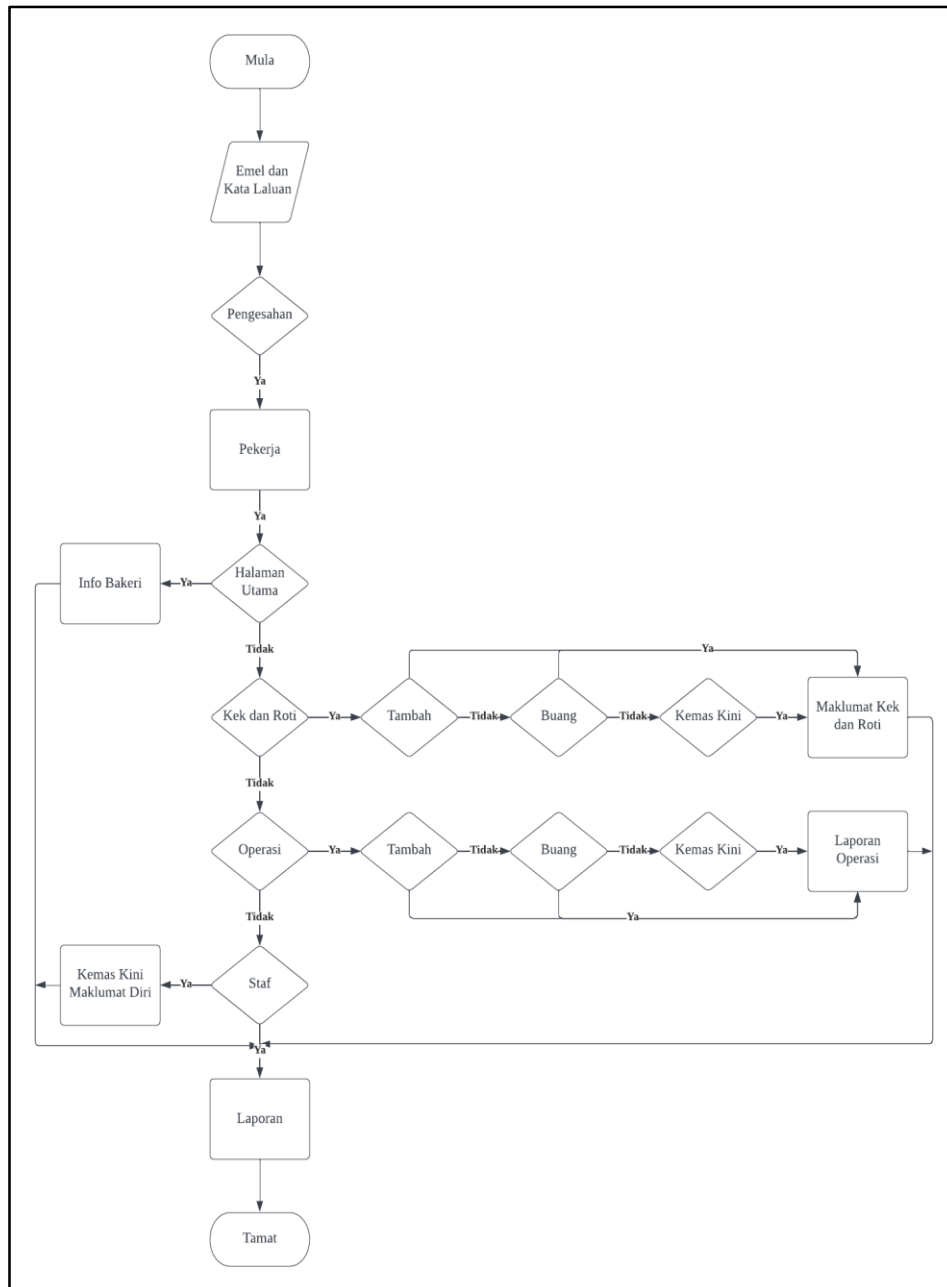 Mula
Emel dan
Kata Laluan
Pengesahan
Ya
Pekerja
Ya
Halaman
Utama
Ya
Info Bakeri
Tidak
Ya
Kek dan Roti
Ya
Tambah
Tidak
Buang
Tidak
Kemas Kini
Ya
Maklumat Kek
dan Roti
Tidak
Operasi
Ya
Tambah
Tidak
Buang
Tidak
Kemas Kini
Ya
Laporan
Operasi
Ya
Tidak
Staf
Ya
Kemas Kini
Maklumat Diri
Ya
Laporan
Tamat